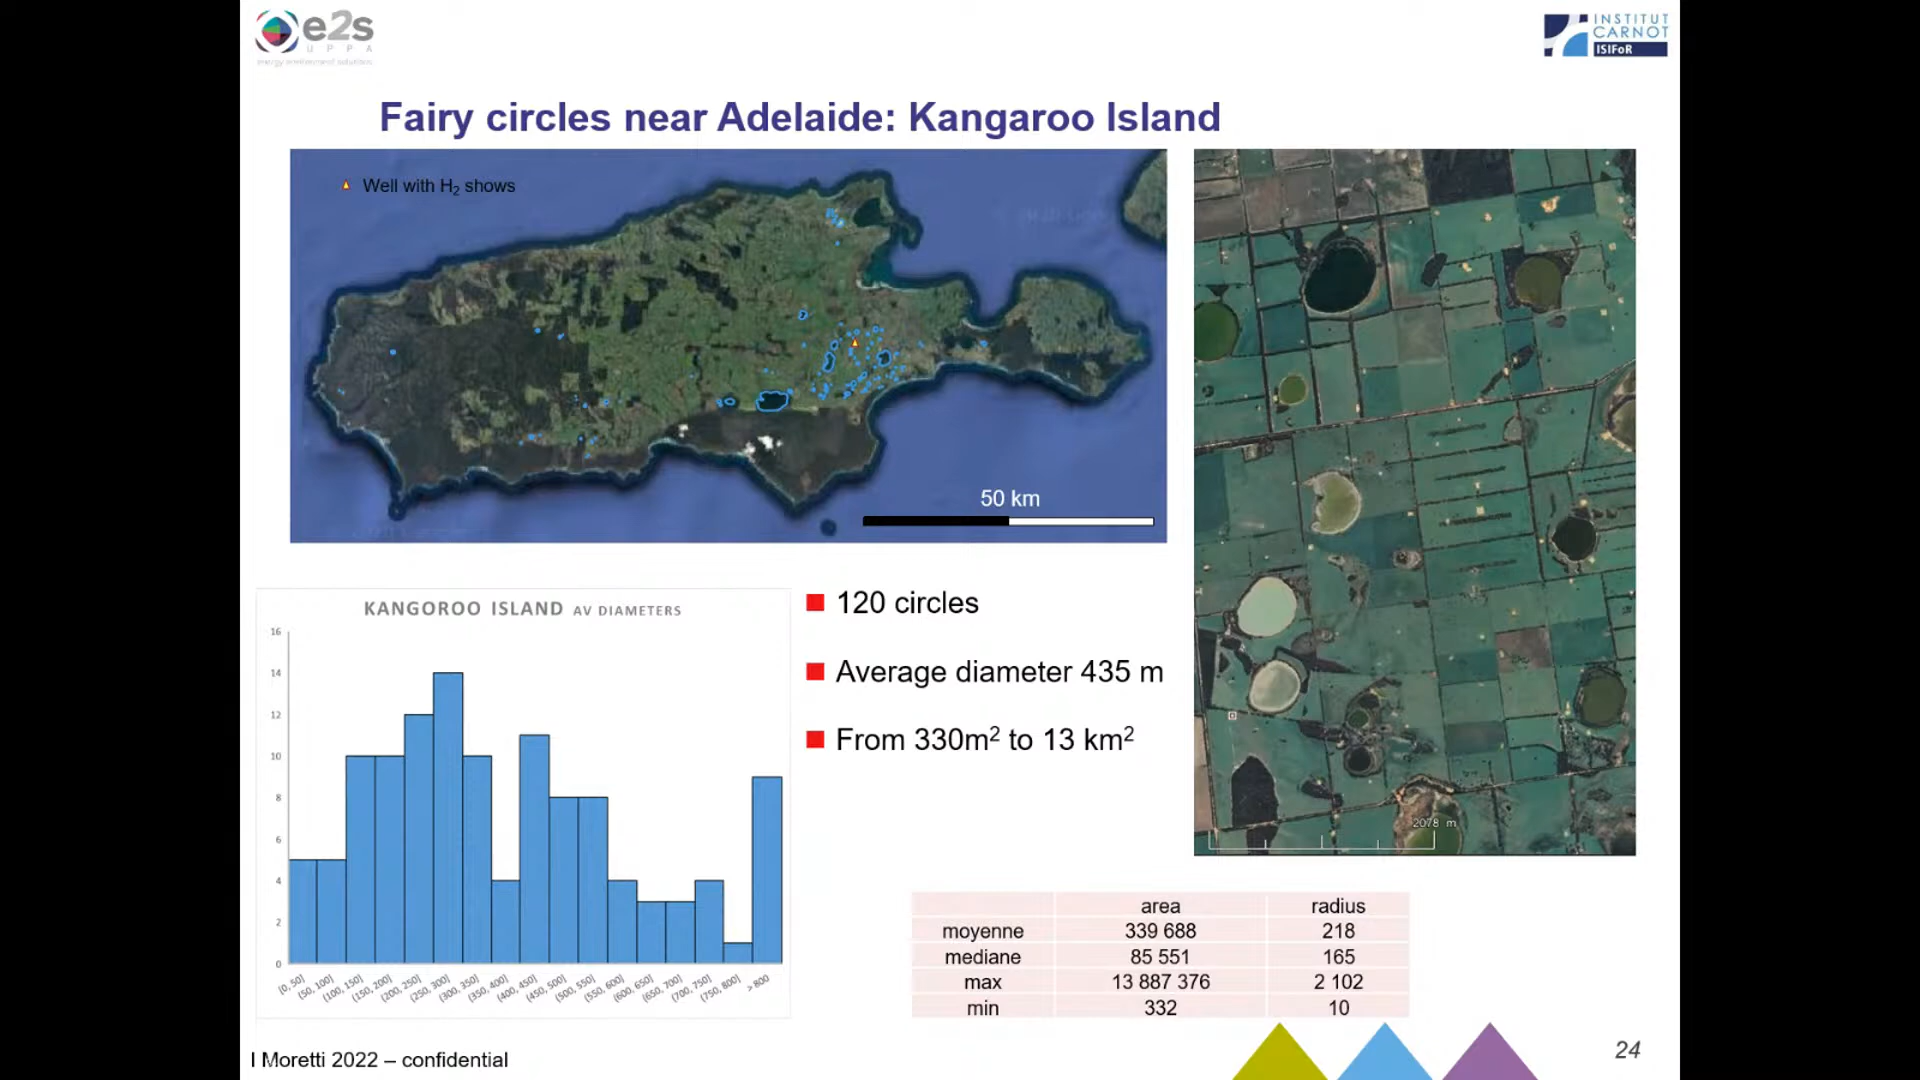 e2s
UPPA
energy environment solutions
INSTITUT
CARNOT
ISIFoR
Fairy circles near Adelaide: Kangaroo Island
Well with H2 shows
50 km
KANGOROO ISLAND AV DIAMETERS
16
14
12
10
8
6
4
2
0
[0, 50]
(50, 100]
(100, 150]
(150, 200]
(200, 250]
(250, 300]
(300, 350]
(350, 400]
(400, 450]
(450, 500]
(500, 550]
(550, 600]
(600, 650]
(650, 700]
(700, 750]
(750, 800]
> 800
120 circles
Average diameter 435 m
From 330m2 to 13 km2
2078 m
area radius
moyenne 339 688 218
mediane 85 551 165
max 13 887 376 2 102
min 332 10
I Moretti 2022 – confidential
24